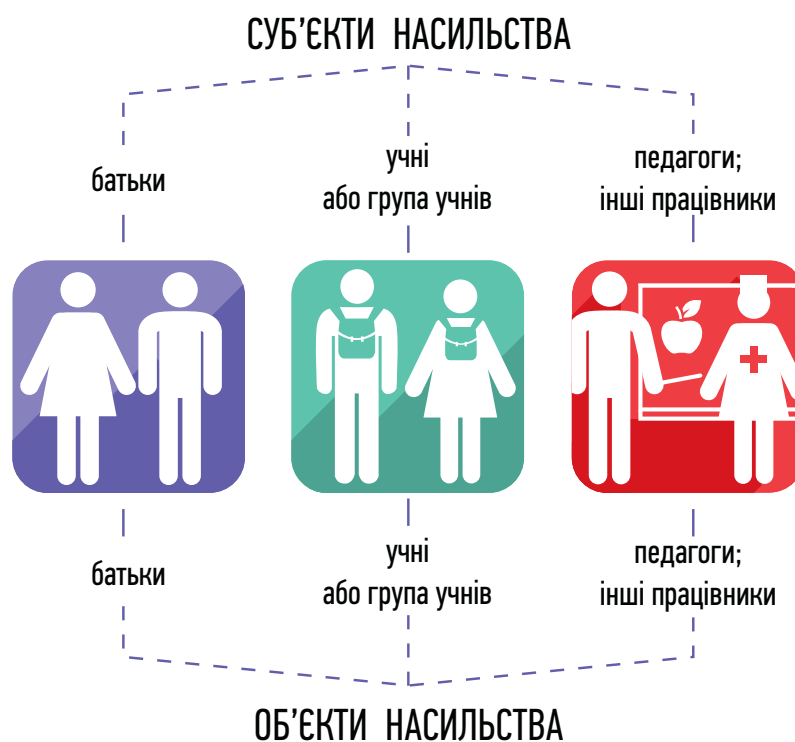 СУБ’ЄКТИ НАСИЛЬСТВА
батьки
учні
або група учнів
педагоги;
інші працівники
батьки
учні
або група учнів
педагоги;
інші працівники
ОБ’ЄКТИ НАСИЛЬСТВА